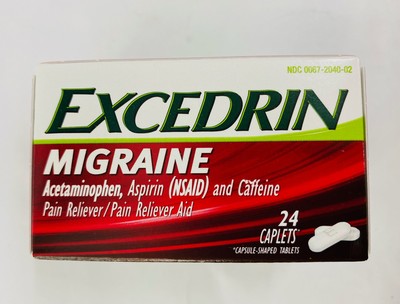 NDC 0067-2040-02
EXCEDRIN
MIGRAINE
Acetaminophen, Aspirin (NSAID) and Caffeine
Pain Reliever/Pain Reliever Aid
24
CAPLETS*
*CAPSULE-SHAPED TABLETS